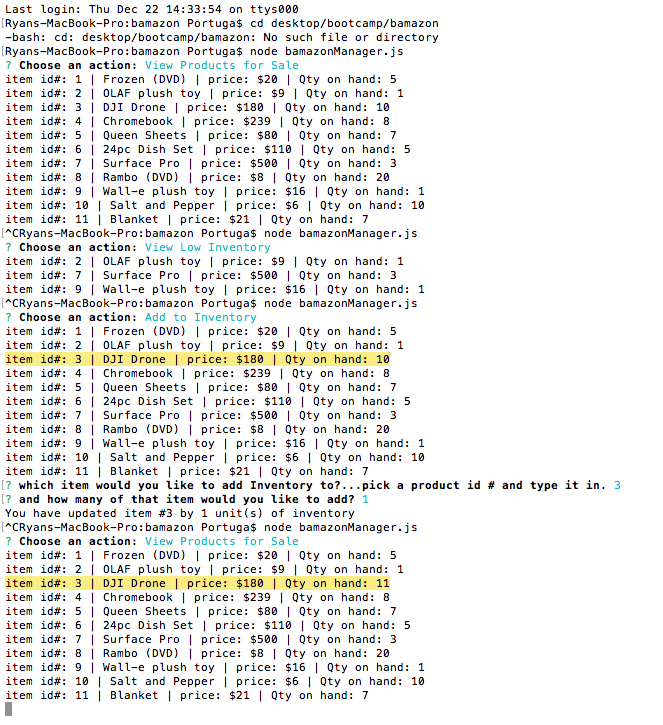 Last login: Thu Dec 22 14:33:54 on ttys000
[Ryans-MacBook-Pro:bamazon Portuga$ cd desktop/bootcamp/bamazon
-bash: cd: desktop/bootcamp/bamazon: No such file or directory
[Ryans-MacBook-Pro:bamazon Portuga$ node bamazonManager.js
? Choose an action: View Products for Sale
item id#: 1 | Frozen (DVD) | price: $20 | Qty on hand: 5
item id#: 2 | OLAF plush toy | price: $9 | Qty on hand: 1
item id#: 3 | DJI Drone | price: $180 | Qty on hand: 10
item id#: 4 | Chromebook | price: $239 | Qty on hand: 8
item id#: 5 | Queen Sheets | price: $80 | Qty on hand: 7
item id#: 6 | 24pc Dish Set | price: $110 | Qty on hand: 5
item id#: 7 | Surface Pro | price: $500 | Qty on hand: 3
item id#: 8 | Rambo (DVD) | price: $8 | Qty on hand: 20
item id#: 9 | Wall-e plush toy | price: $16 | Qty on hand: 1
item id#: 10 | Salt and Pepper | price: $6 | Qty on hand: 10
item id#: 11 | Blanket | price: $21 | Qty on hand: 7
[^CRyans-MacBook-Pro:bamazon Portuga$ node bamazonManager.js
? Choose an action: View Low Inventory
item id#: 2 | OLAF plush toy | price: $9 | Qty on hand: 1
item id#: 7 | Surface Pro | price: $500 | Qty on hand: 3
item id#: 9 | Wall-e plush toy | price: $16 | Qty on hand: 1
[^CRyans-MacBook-Pro:bamazon Portuga$ node bamazonManager.js
? Choose an action: Add to Inventory
item id#: 1 | Frozen (DVD) | price: $20 | Qty on hand: 5
item id#: 2 | OLAF plush toy | price: $9 | Qty on hand: 1
item id#: 3 | DJI Drone | price: $180 | Qty on hand: 10
item id#: 4 | Chromebook | price: $239 | Qty on hand: 8
item id#: 5 | Queen Sheets | price: $80 | Qty on hand: 7
item id#: 6 | 24pc Dish Set | price: $110 | Qty on hand: 5
item id#: 7 | Surface Pro | price: $500 | Qty on hand: 3
item id#: 8 | Rambo (DVD) | price: $8 | Qty on hand: 20
item id#: 9 | Wall-e plush toy | price: $16 | Qty on hand: 1
item id#: 10 | Salt and Pepper | price: $6 | Qty on hand: 10
item id#: 11 | Blanket | price: $21 | Qty on hand: 7
[? which item would you like to add Inventory to?...pick a product id # and type it in. 3
[? and how many of that item would you like to add? 1
You have updated item #3 by 1 unit(s) of inventory
[^CRyans-MacBook-Pro:bamazon Portuga$ node bamazonManager.js
? Choose an action: View Products for Sale
item id#: 1 | Frozen (DVD) | price: $20 | Qty on hand: 5
item id#: 2 | OLAF plush toy | price: $9 | Qty on hand: 1
item id#: 3 | DJI Drone | price: $180 | Qty on hand: 11
item id#: 4 | Chromebook | price: $239 | Qty on hand: 8
item id#: 5 | Queen Sheets | price: $80 | Qty on hand: 7
item id#: 6 | 24pc Dish Set | price: $110 | Qty on hand: 5
item id#: 7 | Surface Pro | price: $500 | Qty on hand: 3
item id#: 8 | Rambo (DVD) | price: $8 | Qty on hand: 20
item id#: 9 | Wall-e plush toy | price: $16 | Qty on hand: 1
item id#: 10 | Salt and Pepper | price: $6 | Qty on hand: 10
item id#: 11 | Blanket | price: $21 | Qty on hand: 7